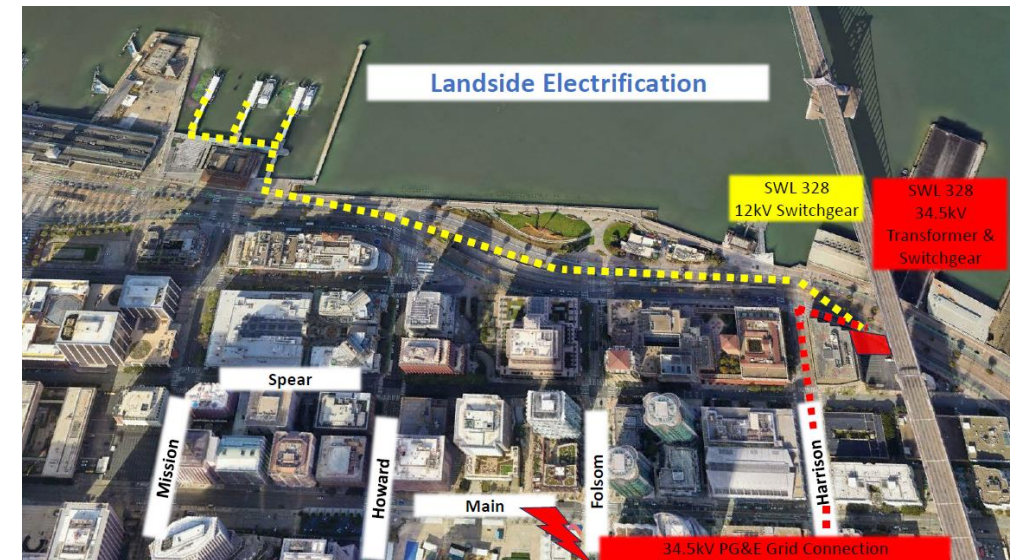 Landside Electrification
SWL 328
12kV Switchgear
SWL 328
34.5kV
Transformer &
Switchgear
Spear
Mission
Howard
Main
Folsom
Harrison
34.5kV PG&E Grid Connection